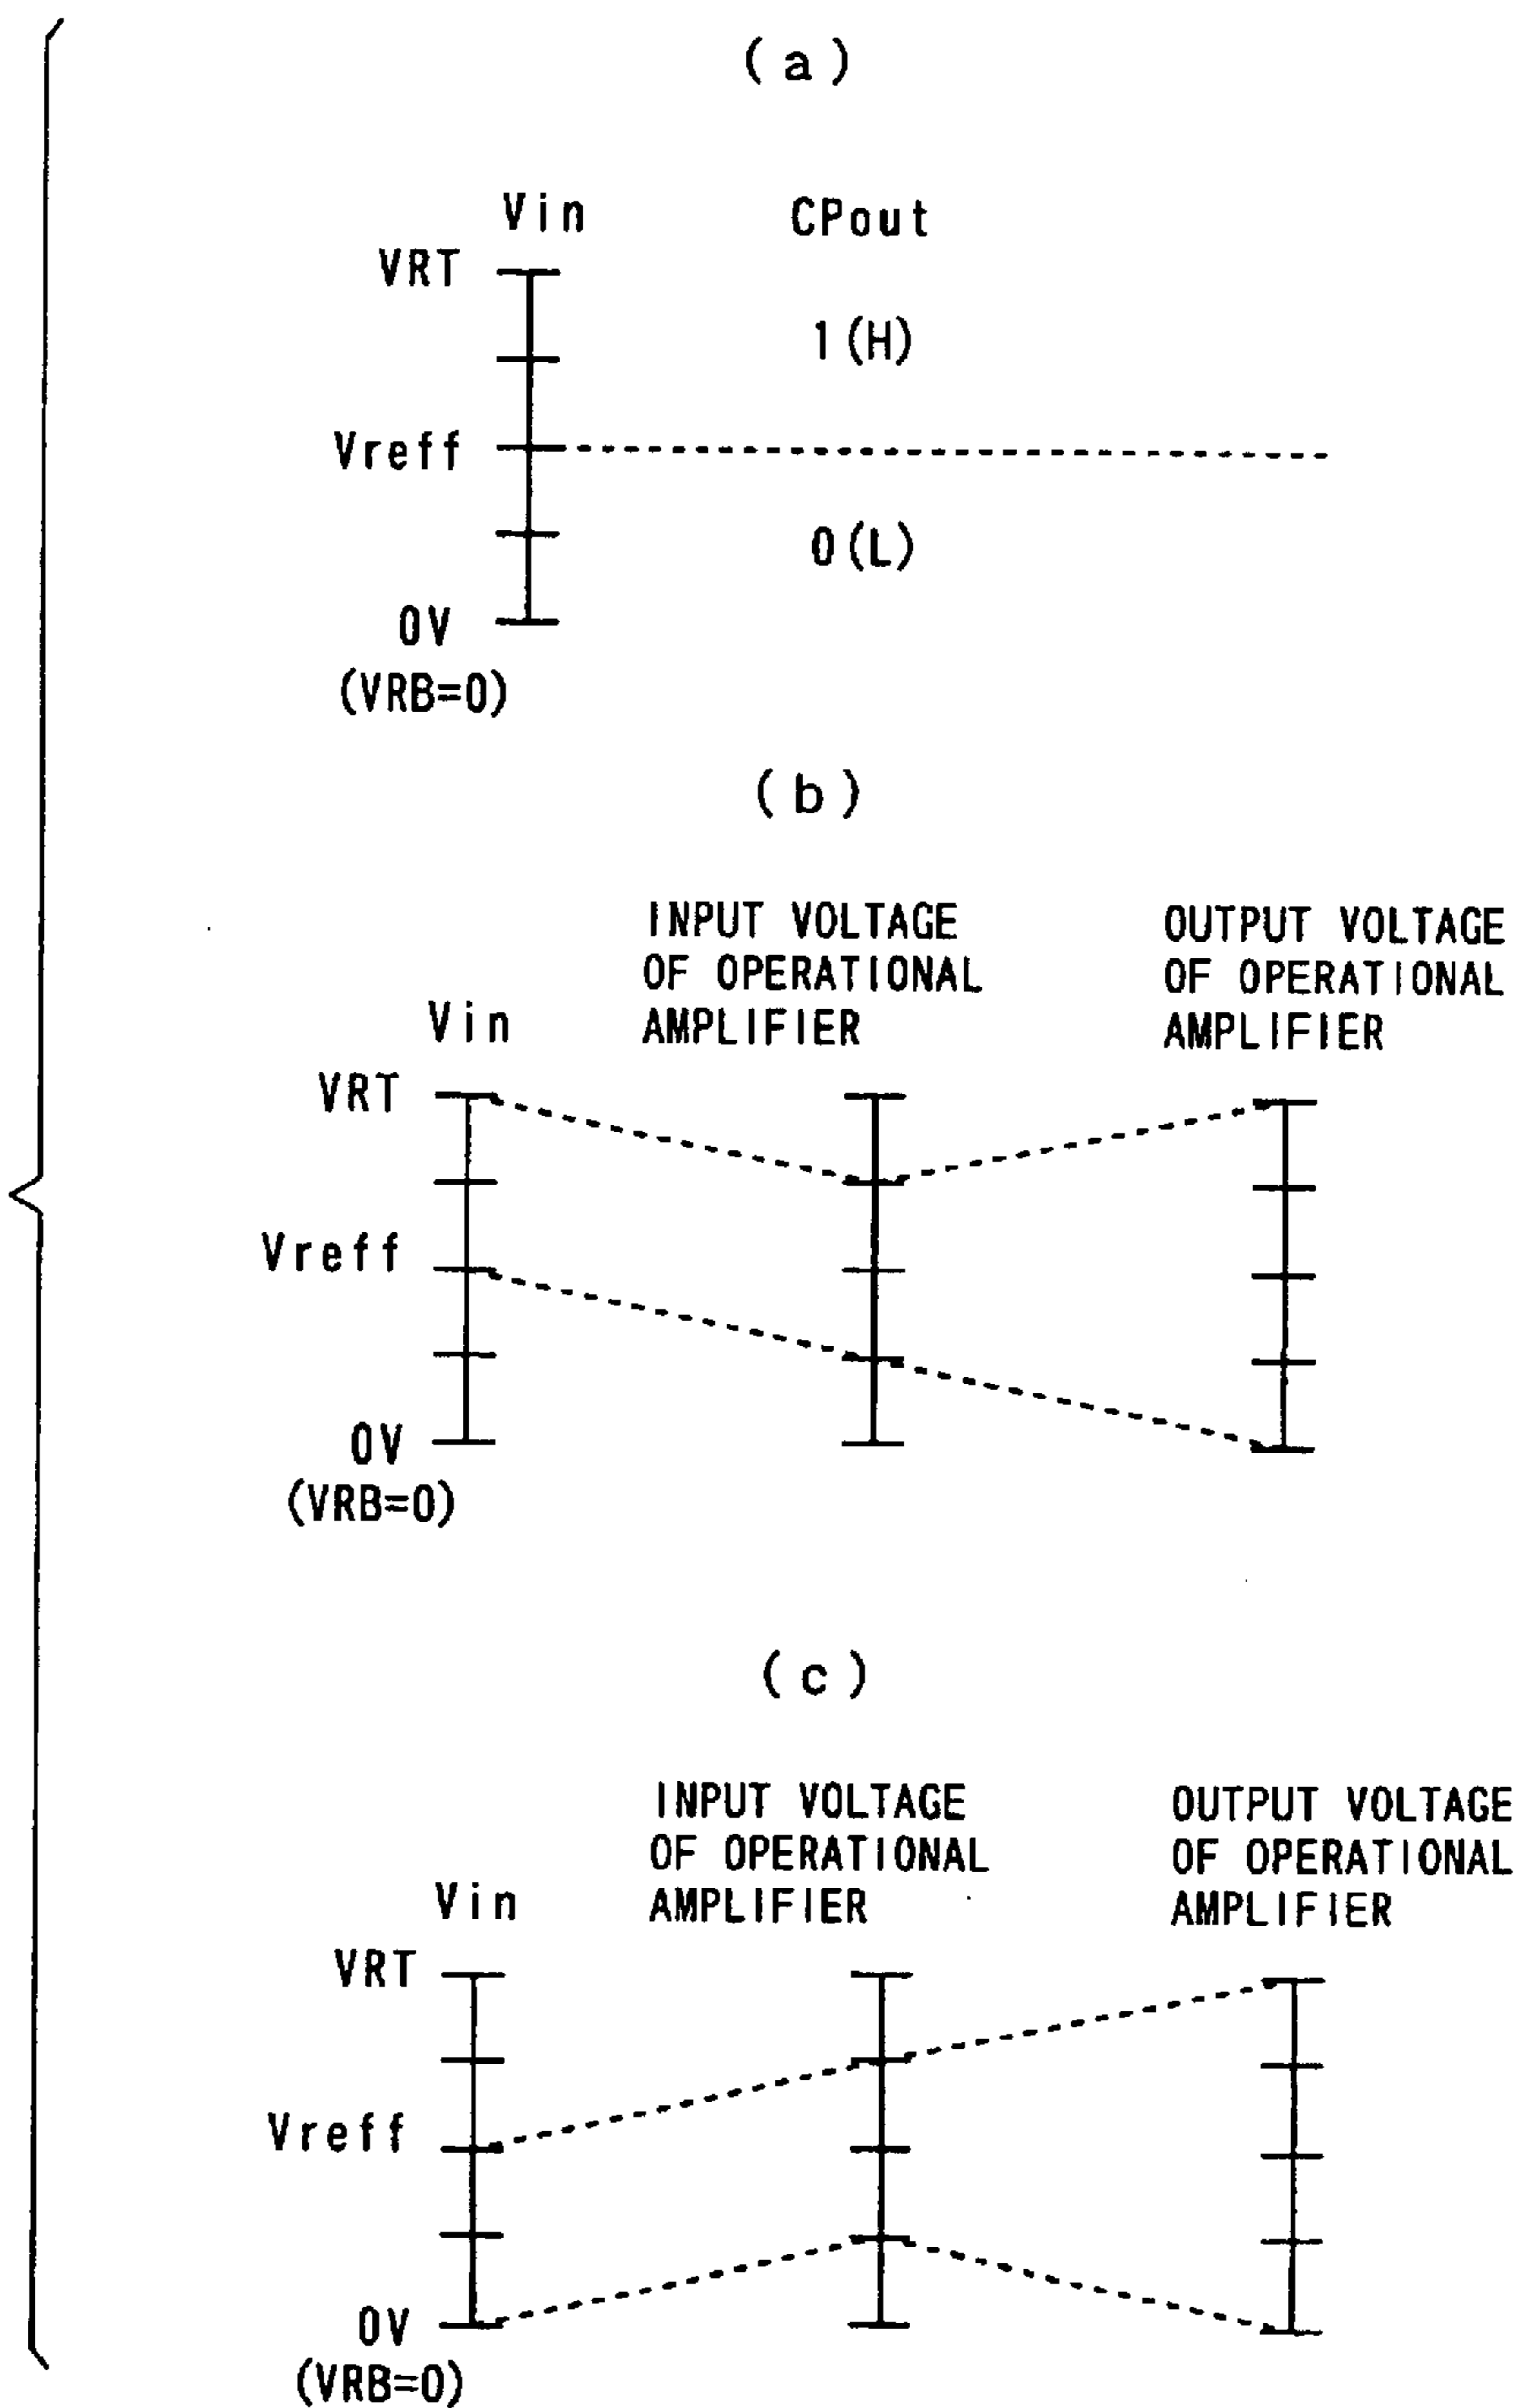 (a)
Vin CPout
VRT
1(H)
Vreff
0(L)
0V
(VRB=0)
(b)
INPUT VOLTAGE
OF OPERATIONAL
AMPLIFIER
OUTPUT VOLTAGE
OF OPERATIONAL
AMPLIFIER
Vin
VRT
Vreff
0V
(VRB=0)
(c)
INPUT VOLTAGE
OF OPERATIONAL
AMPLIFIER
OUTPUT VOLTAGE
OF OPERATIONAL
AMPLIFIER
Vin
VRT
Vreff
0V
(VRB=0)